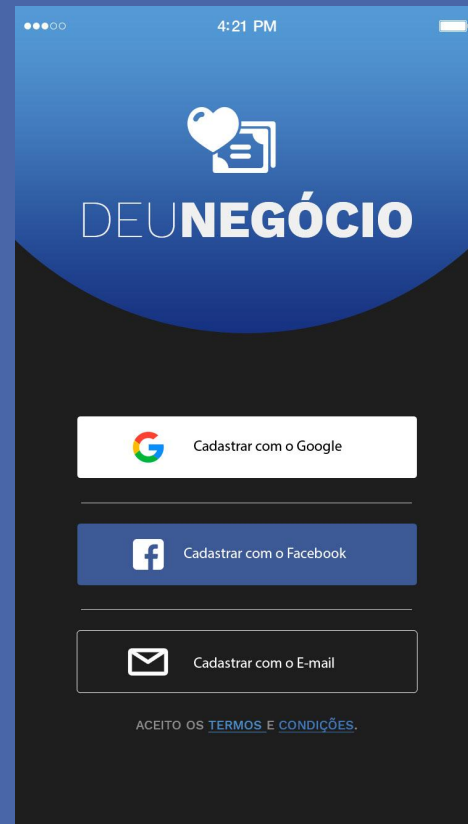 4:21 PM
DEUNEGÓCIO
Cadastrar com o Google
Cadastrar com o Facebook
Cadastrar com o E-mail
ACEITO OS TERMOS E CONDIÇÕES.